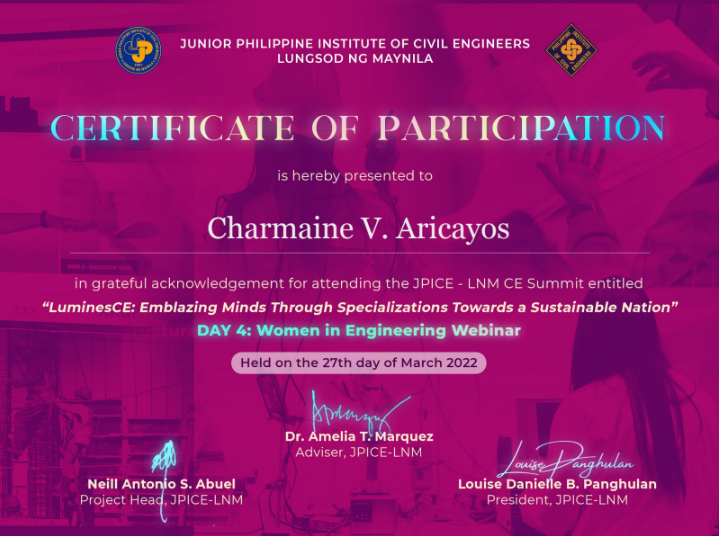 JUNIOR PHILIPPINE INSTITUTE OF CIVIL ENGINEERS
LUNGSOD NG MAYNILA
CERTIFICATE OF PARTICIPATION
is hereby presented to
Charmaine V. Aricayos
in grateful acknowledgement for attending the JPICE - LNM CE Summit entitled
“LuminesCE: Emblazing Minds Through Specializations Towards a Sustainable Nation”
DAY 4: Women in Engineering Webinar
Held on the 27th day of March 2022
Dr. Amelia T. Marquez
Adviser, JPICE-LNM
Neill Antonio S. Abuel
Project Head, JPICE-LNM
Louise Panghulan
Louise Danielle B. Panghulan
President, JPICE-LNM